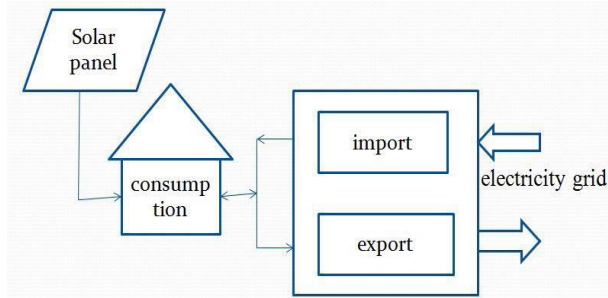 Solar
panel
consump
tion
import
export
electricity grid